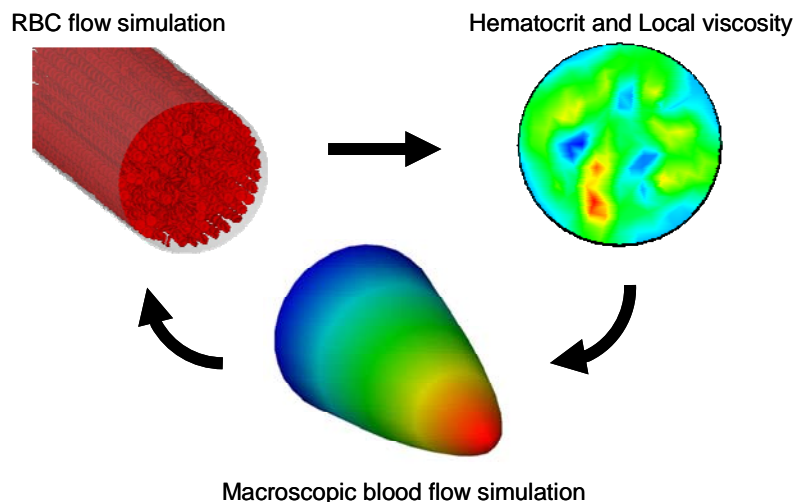 RBC flow simulation
Hematocrit and Local viscosity
Macroscopic blood flow simulation